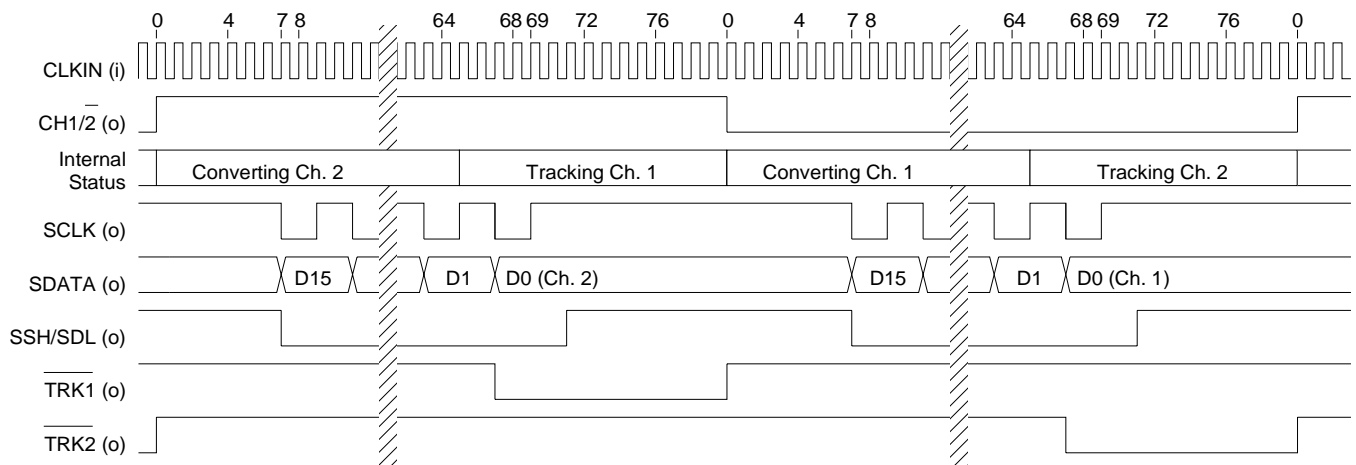 0 4 7 8 64 68 69 72 76 0 4 7 8 64 68 69 72 76 0
CLKIN (i)
CH1/2̅ (o)
Internal
Status
Converting Ch. 2 Tracking Ch. 1 Converting Ch. 1 Tracking Ch. 2
SCLK (o)
SDATA (o) D15 D1 D0 (Ch. 2) D15 D1 D0 (Ch. 1)
SSH/SDL (o)
T̅R̅K̅1̅ (o)
T̅R̅K̅2̅ (o)